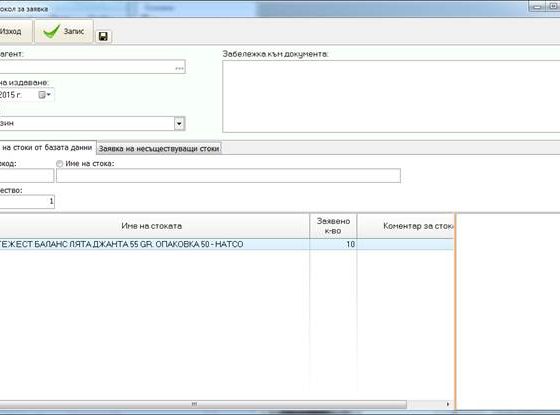 окол за заявка
Изход Запис
агент: Забележка към документа:
на издаване:
2015 г.
зин
на стоки от базата данни Заявка на несъществуващи стоки
код: Име на стока:
ество:
1
Име на стоката Заявено к-во Коментар за сток
ТЕЖЕСТ БАЛАНС ЛЯТА ДЖАНТА 55 GR. ОПАКОВКА 50 - HATCO 10